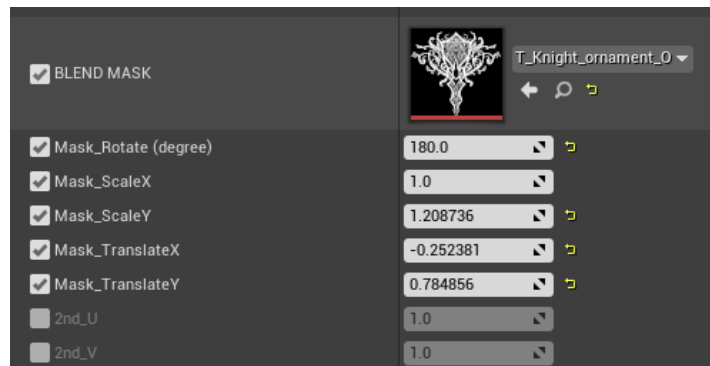 BLEND MASK
T_Knight_ornament_O
Mask_Rotate (degree) 180.0
Mask_ScaleX 1.0
Mask_ScaleY 1.208736
Mask_TranslateX -0.252381
Mask_TranslateY 0.784856
2nd_U 1.0
2nd_V 1.0